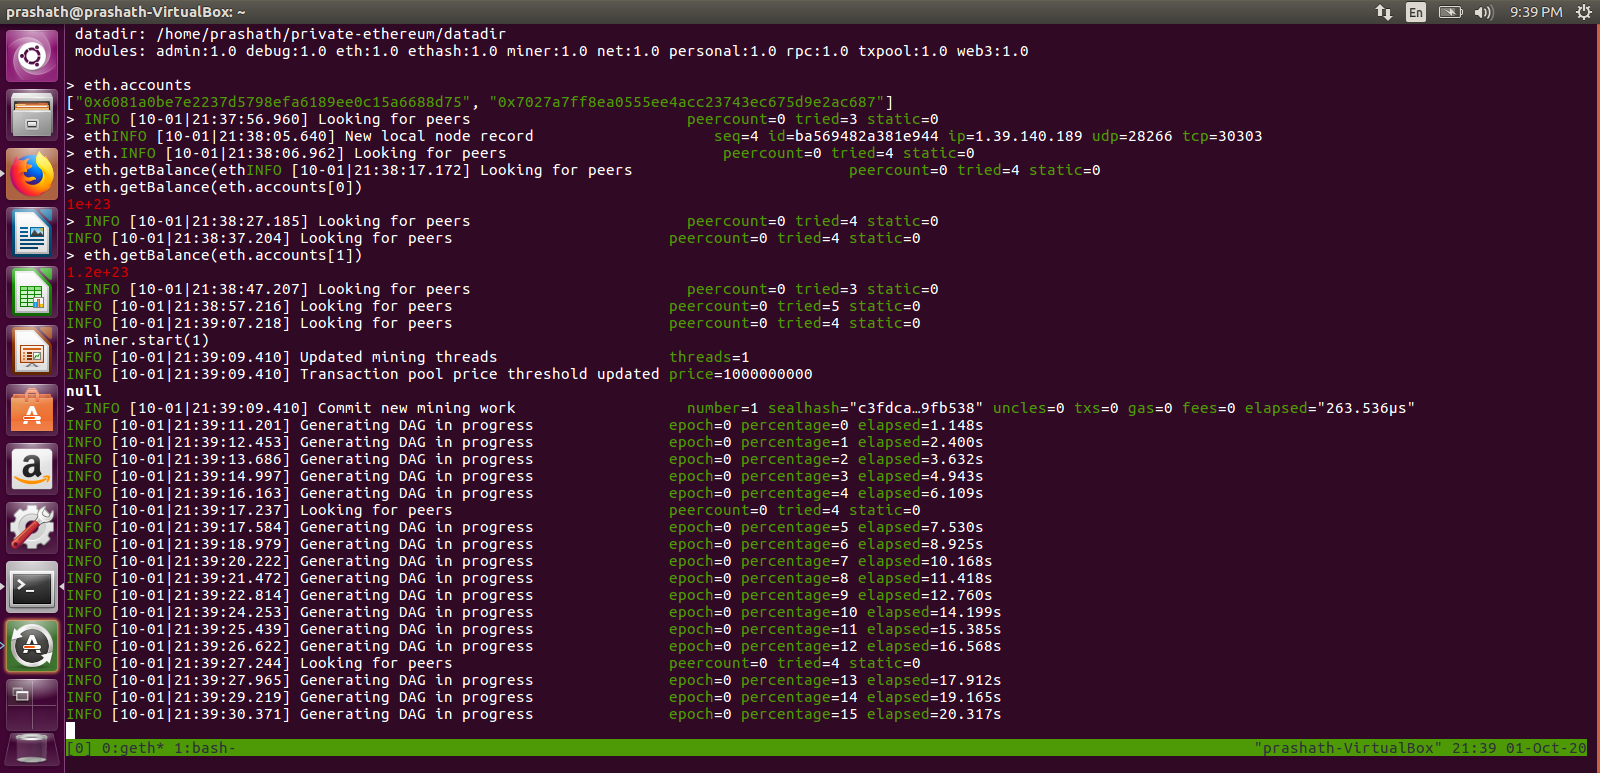 prashath@prashath-VirtualBox: ~
En
9:39 PM
datadir: /home/prashath/private-ethereum/datadir
modules: admin:1.0 debug:1.0 eth:1.0 ethash:1.0 miner:1.0 net:1.0 personal:1.0 rpc:1.0 txpool:1.0 web3:1.0
> eth.accounts
["0x6081a0be7e2237d5798efa6189ee0c15a6688d75", "0x7027a7ff8ea0555ee4acc23743ec675d9e2ac687"]
> INFO [10-01|21:37:56.960] Looking for peers peercount=0 tried=3 static=0
> ethINFO [10-01|21:38:05.640] New local node record seq=4 id=ba569482a381e944 ip=1.39.140.189 udp=28266 tcp=30303
> eth.INFO [10-01|21:38:06.962] Looking for peers peercount=0 tried=4 static=0
> eth.getBalance(ethINFO [10-01|21:38:17.172] Looking for peers peercount=0 tried=4 static=0
> eth.getBalance(eth.accounts[0])
1e+23
> INFO [10-01|21:38:27.185] Looking for peers peercount=0 tried=4 static=0
INFO [10-01|21:38:37.204] Looking for peers peercount=0 tried=4 static=0
> eth.getBalance(eth.accounts[1])
1.2e+23
> INFO [10-01|21:38:47.207] Looking for peers peercount=0 tried=3 static=0
INFO [10-01|21:38:57.216] Looking for peers peercount=0 tried=5 static=0
INFO [10-01|21:39:07.218] Looking for peers peercount=0 tried=4 static=0
> miner.start(1)
INFO [10-01|21:39:09.410] Updated mining threads threads=1
INFO [10-01|21:39:09.410] Transaction pool price threshold updated price=1000000000
null
> INFO [10-01|21:39:09.410] Commit new mining work number=1 sealhash="c3fdca…9fb538" uncles=0 txs=0 gas=0 fees=0 elapsed="263.536µs"
INFO [10-01|21:39:11.201] Generating DAG in progress epoch=0 percentage=0 elapsed=1.148s
INFO [10-01|21:39:12.453] Generating DAG in progress epoch=0 percentage=1 elapsed=2.400s
INFO [10-01|21:39:13.686] Generating DAG in progress epoch=0 percentage=2 elapsed=3.632s
INFO [10-01|21:39:14.997] Generating DAG in progress epoch=0 percentage=3 elapsed=4.943s
INFO [10-01|21:39:16.163] Generating DAG in progress epoch=0 percentage=4 elapsed=6.109s
INFO [10-01|21:39:17.237] Looking for peers peercount=0 tried=4 static=0
INFO [10-01|21:39:17.584] Generating DAG in progress epoch=0 percentage=5 elapsed=7.530s
INFO [10-01|21:39:18.979] Generating DAG in progress epoch=0 percentage=6 elapsed=8.925s
INFO [10-01|21:39:20.222] Generating DAG in progress epoch=0 percentage=7 elapsed=10.168s
INFO [10-01|21:39:21.472] Generating DAG in progress epoch=0 percentage=8 elapsed=11.418s
INFO [10-01|21:39:22.814] Generating DAG in progress epoch=0 percentage=9 elapsed=12.760s
INFO [10-01|21:39:24.253] Generating DAG in progress epoch=0 percentage=10 elapsed=14.199s
INFO [10-01|21:39:25.439] Generating DAG in progress epoch=0 percentage=11 elapsed=15.385s
INFO [10-01|21:39:26.622] Generating DAG in progress epoch=0 percentage=12 elapsed=16.568s
INFO [10-01|21:39:27.244] Looking for peers peercount=0 tried=4 static=0
INFO [10-01|21:39:27.965] Generating DAG in progress epoch=0 percentage=13 elapsed=17.912s
INFO [10-01|21:39:29.219] Generating DAG in progress epoch=0 percentage=14 elapsed=19.165s
INFO [10-01|21:39:30.371] Generating DAG in progress epoch=0 percentage=15 elapsed=20.317s
[0] 0:geth* 1:bash- "prashath-VirtualBox" 21:39 01-Oct-20